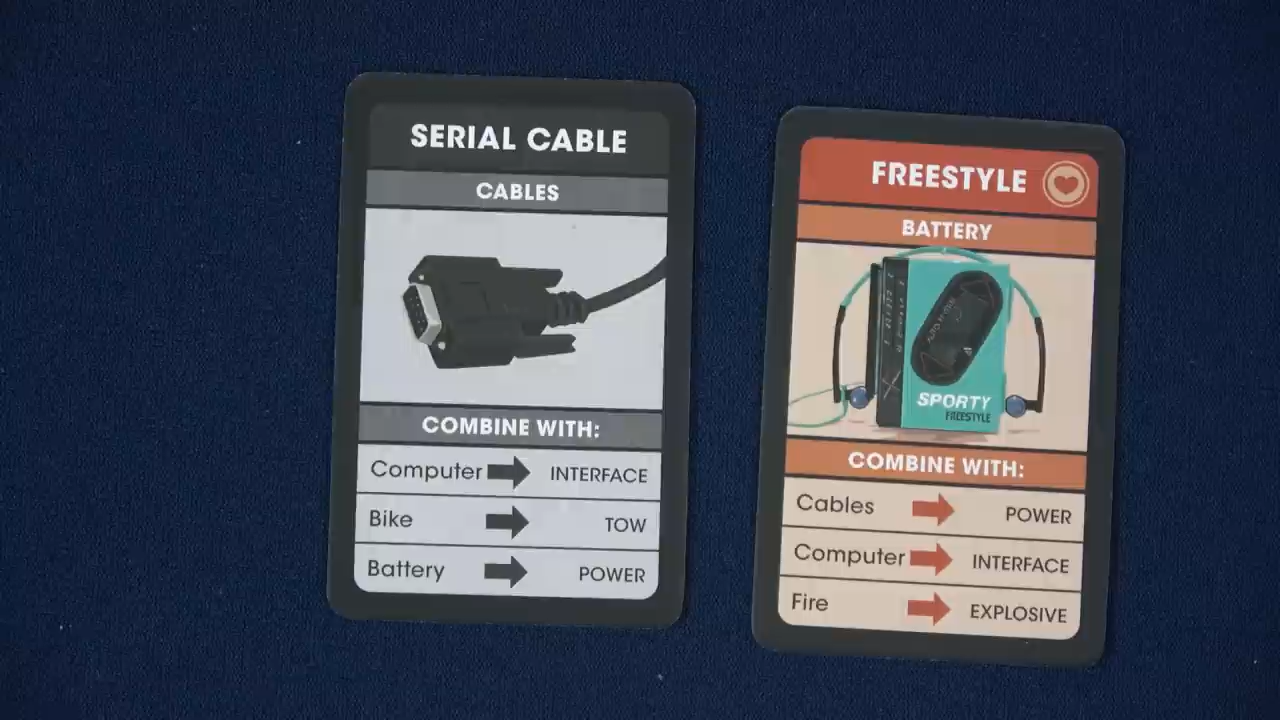 SERIAL CABLE
CABLES
COMBINE WITH:
Computer INTERFACE
Bike TOW
Battery POWER
FREESTYLE
BATTERY
SPORTY
FREESTYLE
COMBINE WITH:
Cables POWER
Computer INTERFACE
Fire EXPLOSIVE